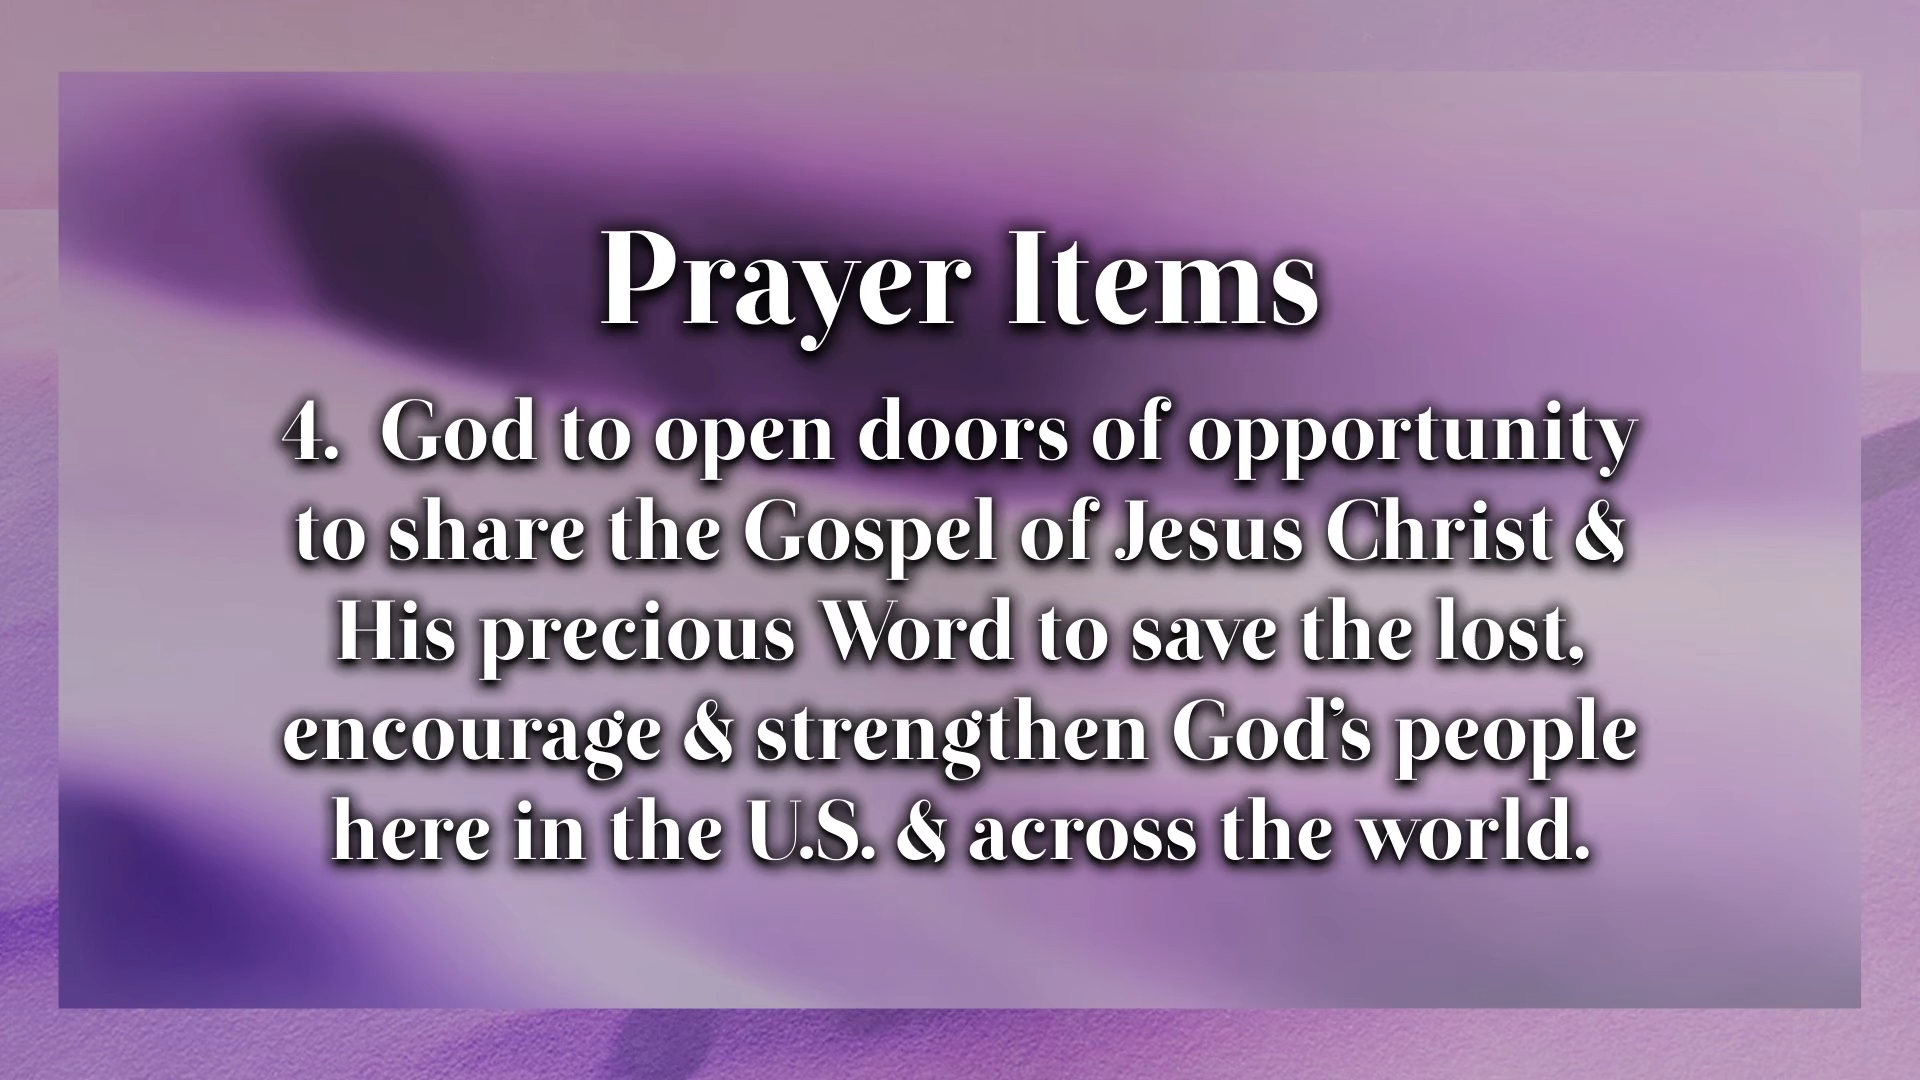 Prayer Items
4. God to open doors of opportunity
to share the Gospel of Jesus Christ &
His precious Word to save the lost,
encourage & strengthen God’s people
here in the U.S. & across the world.